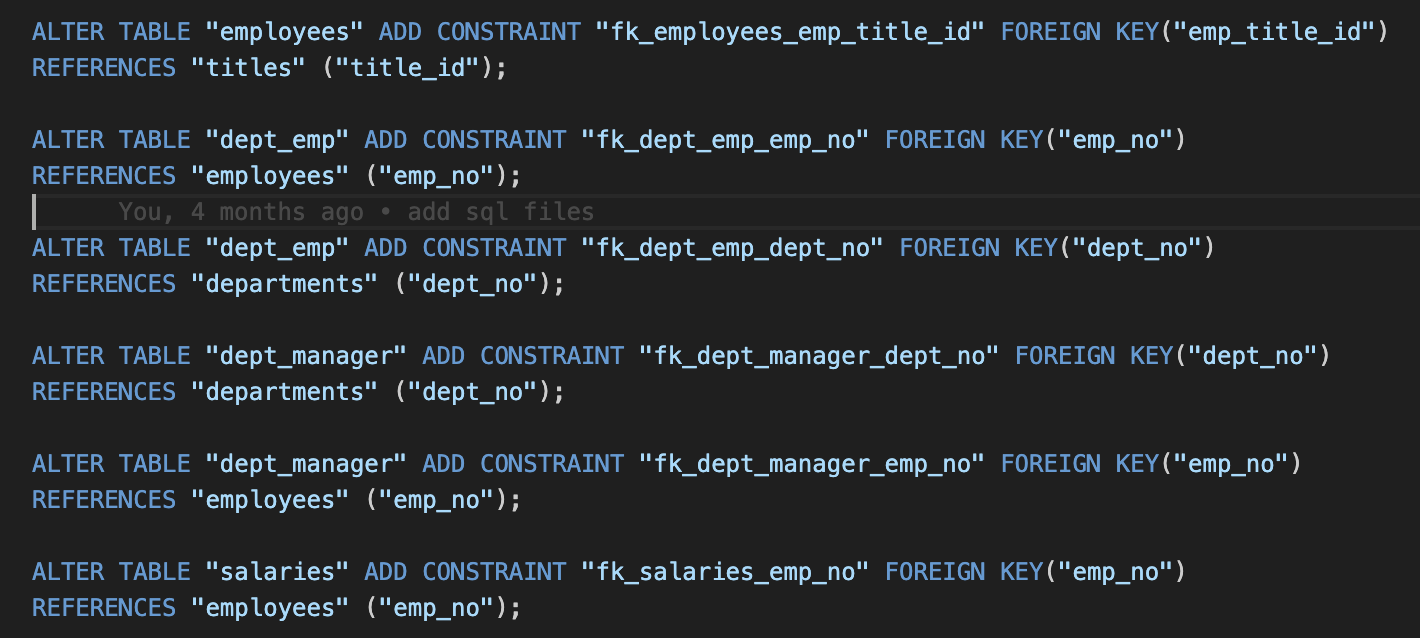 ALTER TABLE "employees" ADD CONSTRAINT "fk_employees_emp_title_id" FOREIGN KEY("emp_title_id")
REFERENCES "titles" ("title_id");
ALTER TABLE "dept_emp" ADD CONSTRAINT "fk_dept_emp_emp_no" FOREIGN KEY("emp_no")
REFERENCES "employees" ("emp_no");
You, 4 months ago • add sql files
ALTER TABLE "dept_emp" ADD CONSTRAINT "fk_dept_emp_dept_no" FOREIGN KEY("dept_no")
REFERENCES "departments" ("dept_no");
ALTER TABLE "dept_manager" ADD CONSTRAINT "fk_dept_manager_dept_no" FOREIGN KEY("dept_no")
REFERENCES "departments" ("dept_no");
ALTER TABLE "dept_manager" ADD CONSTRAINT "fk_dept_manager_emp_no" FOREIGN KEY("emp_no")
REFERENCES "employees" ("emp_no");
ALTER TABLE "salaries" ADD CONSTRAINT "fk_salaries_emp_no" FOREIGN KEY("emp_no")
REFERENCES "employees" ("emp_no");